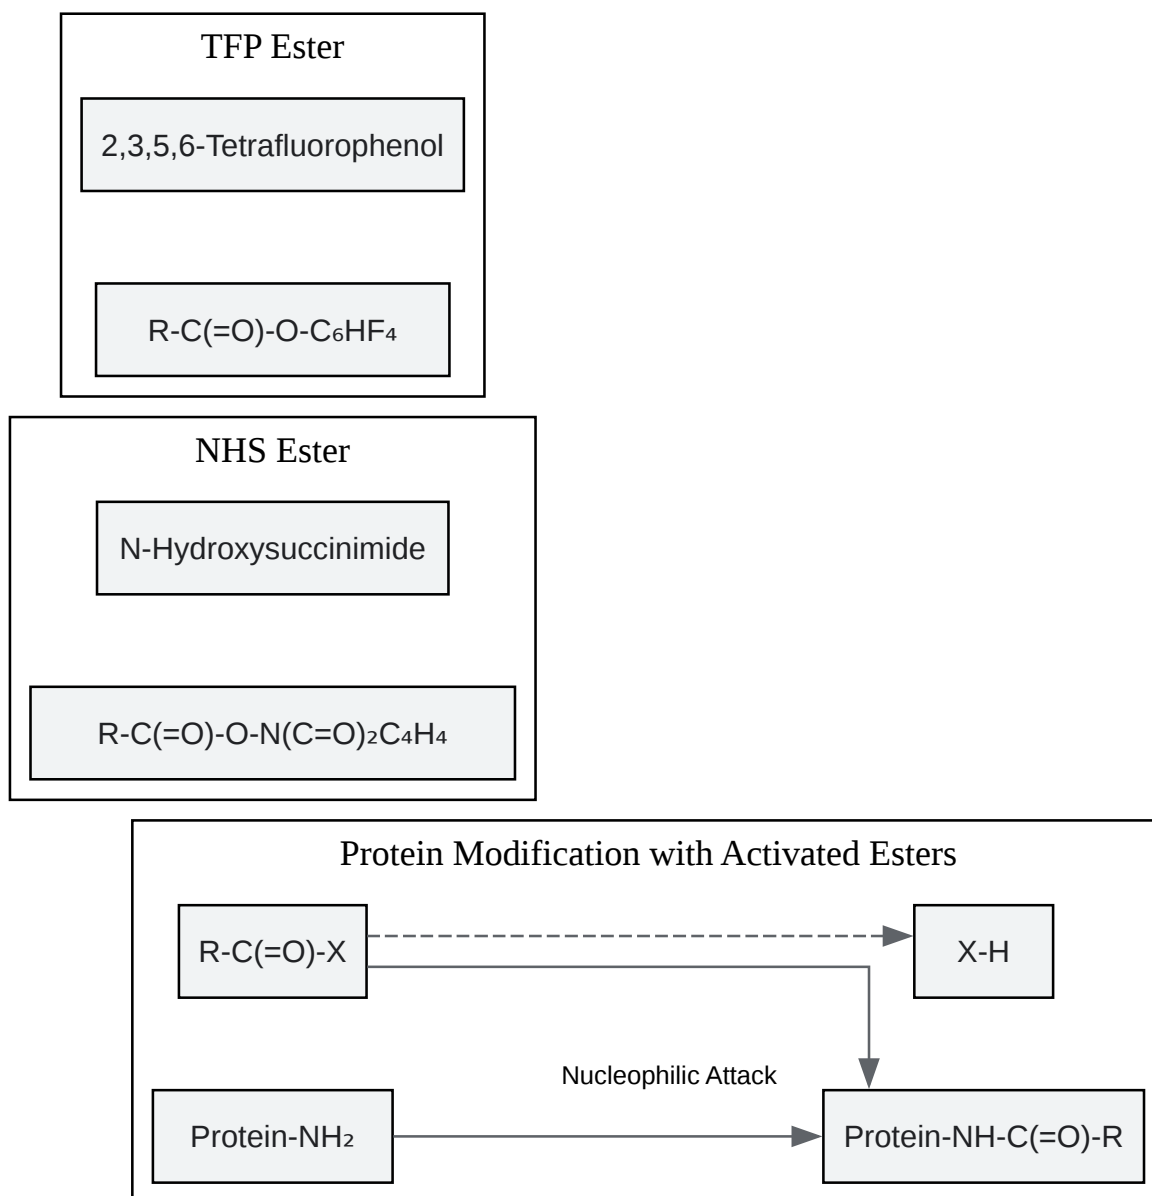 TFP Ester
2,3,5,6-Tetrafluorophenol
R-C(=O)-O-C₆HF₄
NHS Ester
N-Hydroxysuccinimide
R-C(=O)-O-N(C=O)₂C₄H₄
Protein Modification with Activated Esters
R-C(=O)-X
X-H
Nucleophilic Attack
Protein-NH₂
Protein-NH-C(=O)-R